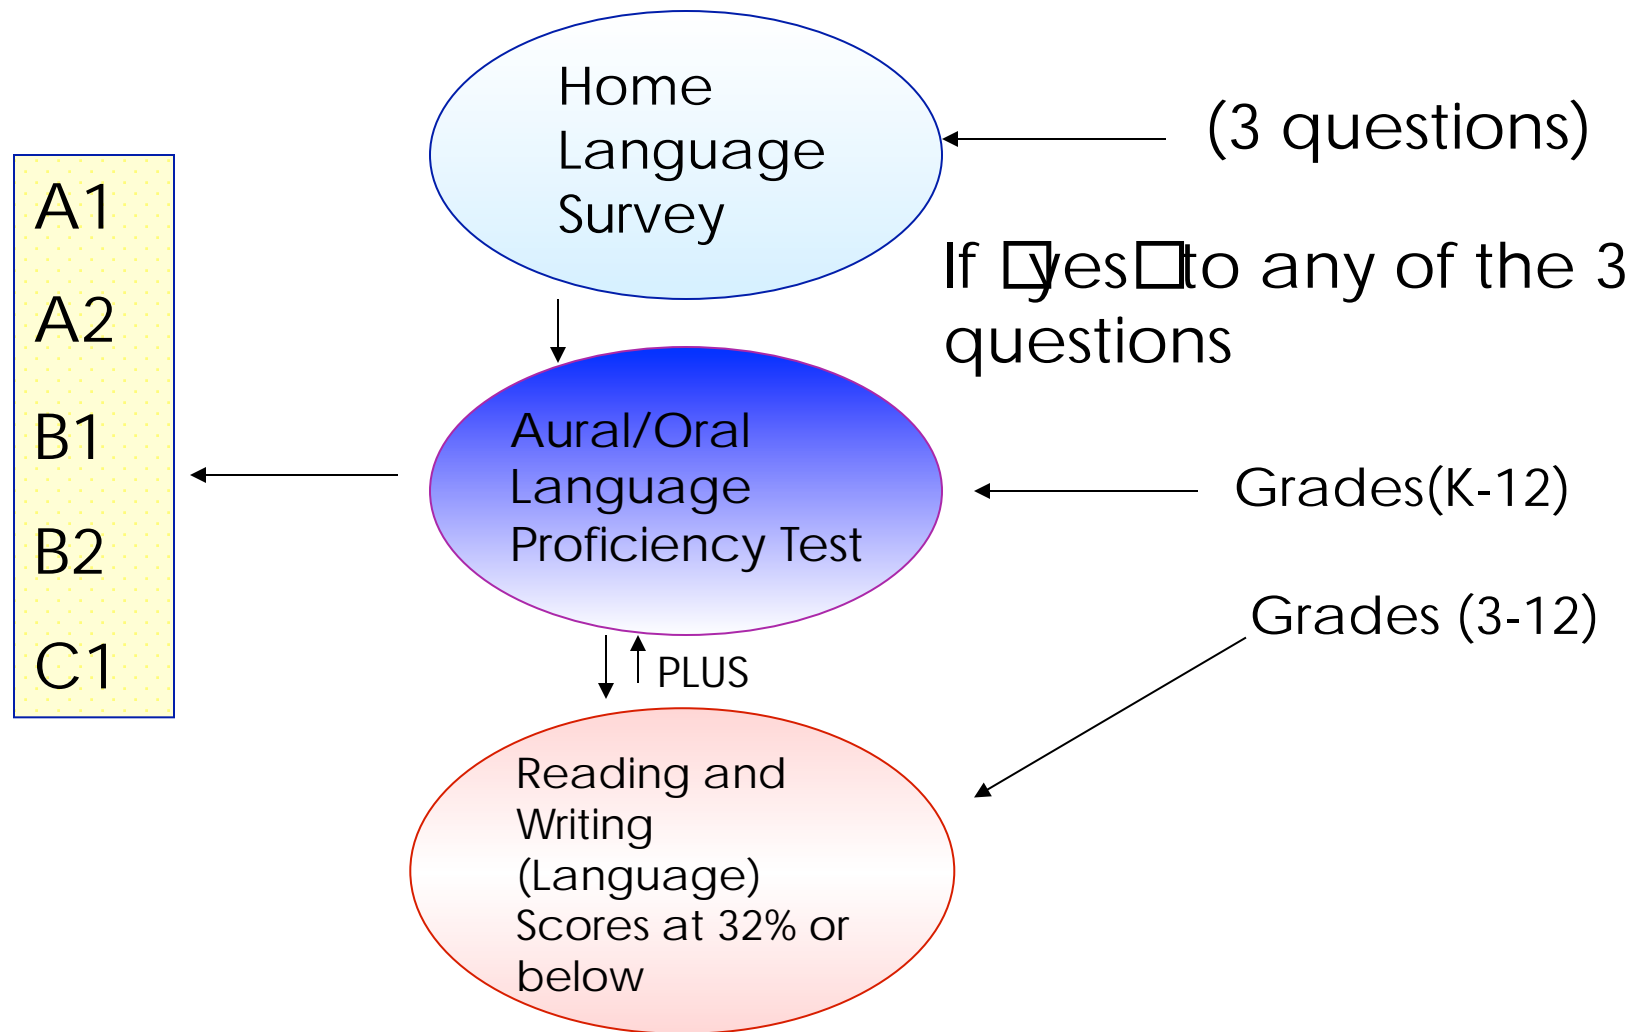 Home
Language
Survey
(3 questions)
If □yes□ to any of the 3
questions
A1
A2
B1
B2
C1
Aural/Oral
Language
Proficiency Test
Grades(K-12)
Grades (3-12)
PLUS
Reading and
Writing
(Language)
Scores at 32% or
below